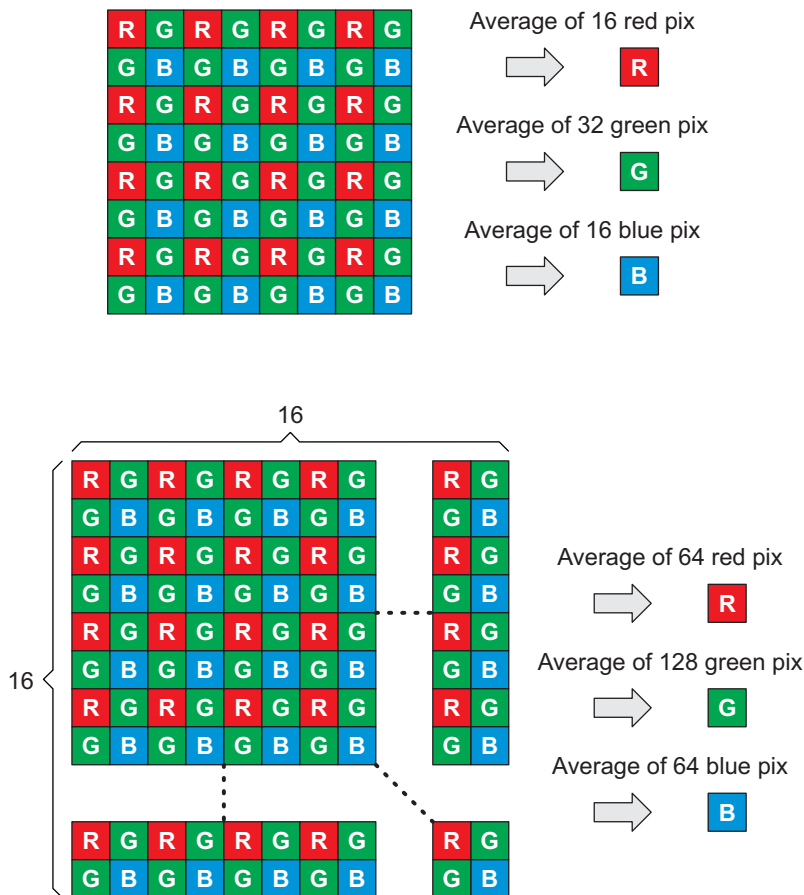 R G R G R G R G
G B G B G B G B
R G R G R G R G
G B G B G B G B
R G R G R G R G
G B G B G B G B
R G R G R G R G
G B G B G B G B
Average of 16 red pix
R
Average of 32 green pix
G
Average of 16 blue pix
B
16
16
R G R G R G R G R G
G B G B G B G B G B
R G R G R G R G R G
G B G B G B G B G B
R G R G R G R G R G
G B G B G B G B G B
R G R G R G R G R G
G B G B G B G B G B
R G R G R G R G R G
G B G B G B G B G B
Average of 64 red pix
R
Average of 128 green pix
G
Average of 64 blue pix
B